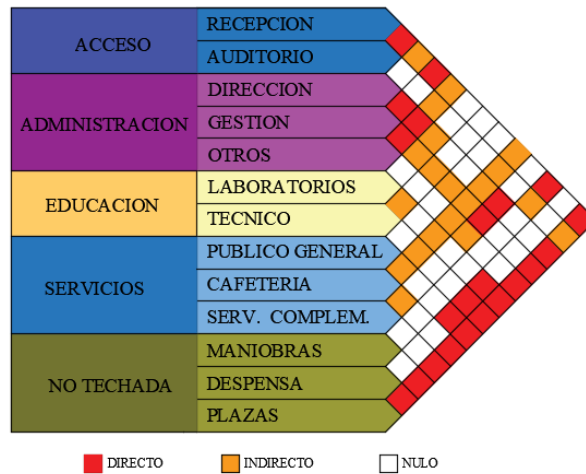 RECEPCION
ACCESO
AUDITORIO
DIRECCION
ADMINISTRACION
GESTION
OTROS
LABORATORIOS
EDUCACION
TECNICO
PUBLICO GENERAL
SERVICIOS
CAFETERIA
SERV. COMPLEM.
MANIOBRAS
NO TECHADA
DESPENSA
PLAZAS
DIRECTO INDIRECTO NULO